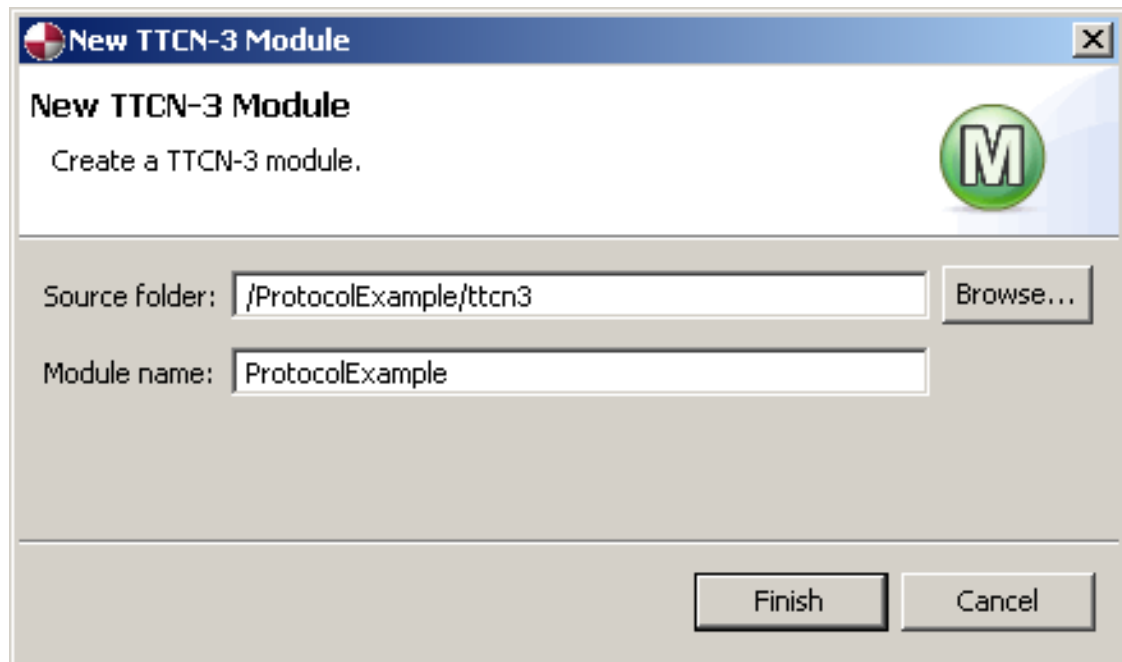 New TTCN-3 Module
New TTCN-3 Module
Create a TTCN-3 module.
M
Source folder: /ProtocolExample/ttcn3 Browse...
Module name: ProtocolExample
Finish Cancel